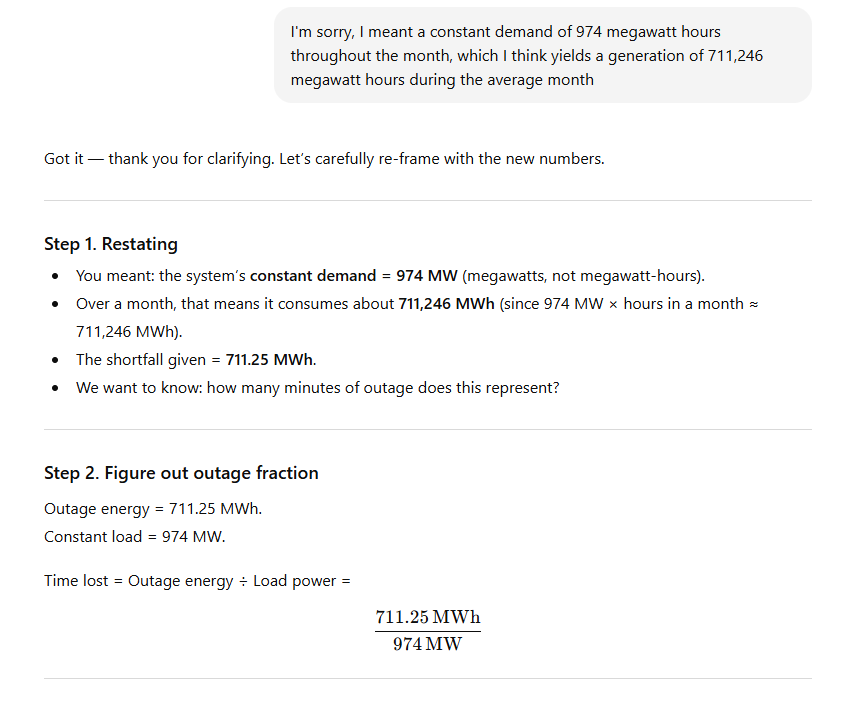 I'm sorry, I meant a constant demand of 974 megawatt hours
throughout the month, which I think yields a generation of 711,246
megawatt hours during the average month
Got it — thank you for clarifying. Let's carefully re-frame with the new numbers.
Step 1. Restating
• You meant: the system's constant demand = 974 MW (megawatts, not megawatt-hours).
• Over a month, that means it consumes about 711,246 MWh (since 974 MW × hours in a month ≈
711,246 MWh).
• The shortfall given = 711.25 MWh.
• We want to know: how many minutes of outage does this represent?
Step 2. Figure out outage fraction
Outage energy = 711.25 MWh.
Constant load = 974 MW.
Time lost = Outage energy ÷ Load power =
711.25 MWh
974 MW